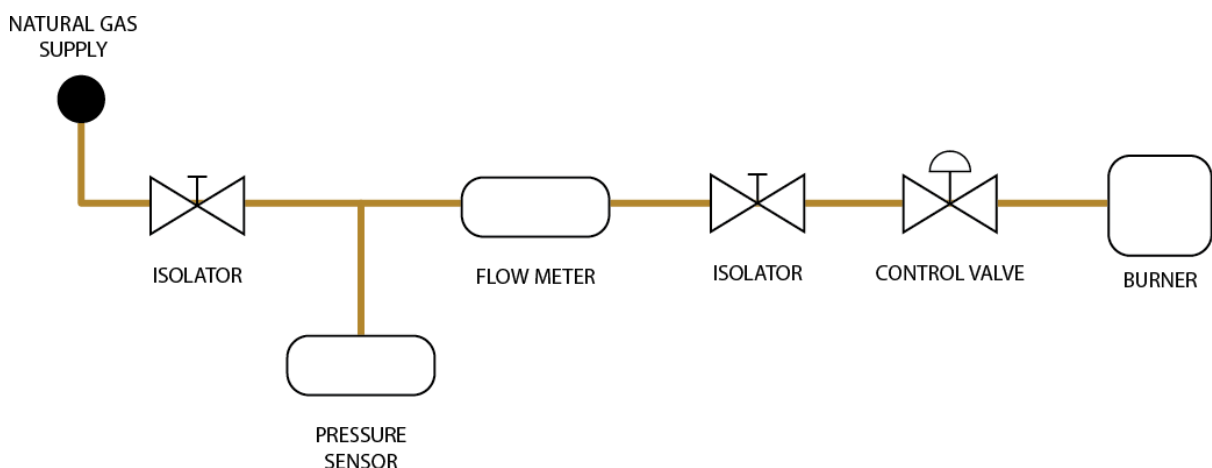 NATURAL GAS
SUPPLY
ISOLATOR
FLOW METER
ISOLATOR
CONTROL VALVE
BURNER
PRESSURE
SENSOR